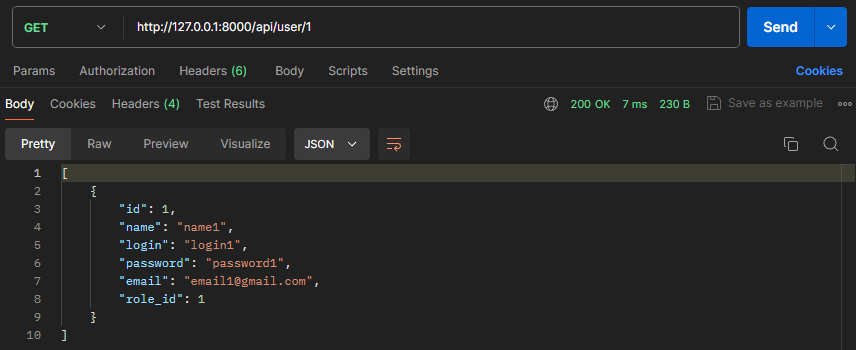 GET http://127.0.0.1:8000/api/user/1 Send
Params Authorization Headers (6) Body Scripts Settings Cookies
Body Cookies Headers (4) Test Results 200 OK 7 ms 230 B Save as example
Pretty Raw Preview Visualize JSON
1 [
2 {
3 "id": 1,
4 "name": "name1",
5 "login": "login1",
6 "password": "password1",
7 "email": "email1@gmail.com",
8 "role_id": 1
9 }
10 ]